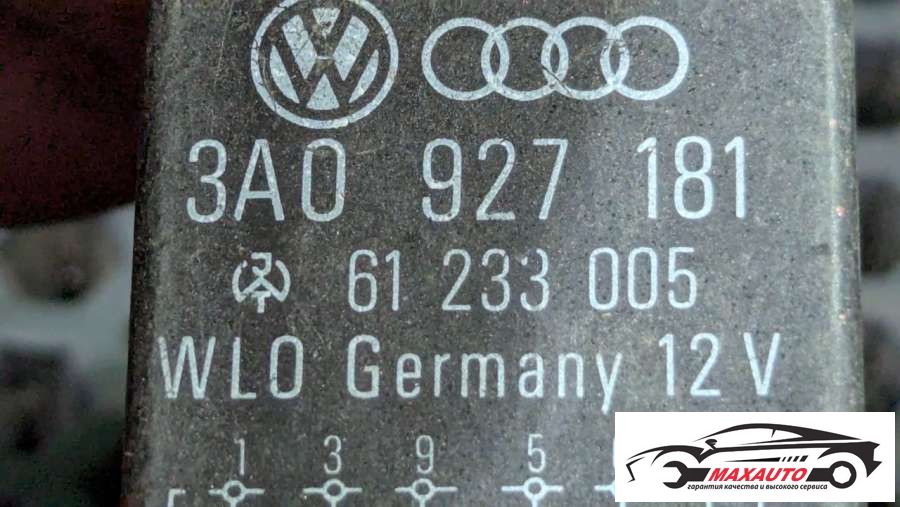 VW
3A0 927 181
61 233 005
WLO Germany 12 V
1 3 9 5
MAXAUTO
гарантия качества и высокого сервиса